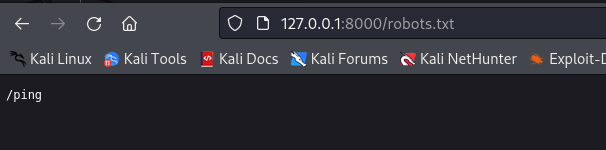 127.0.0.1:8000/robots.txt
Kali Linux Kali Tools Kali Docs Kali Forums Kali NetHunter Exploit-D
/ping